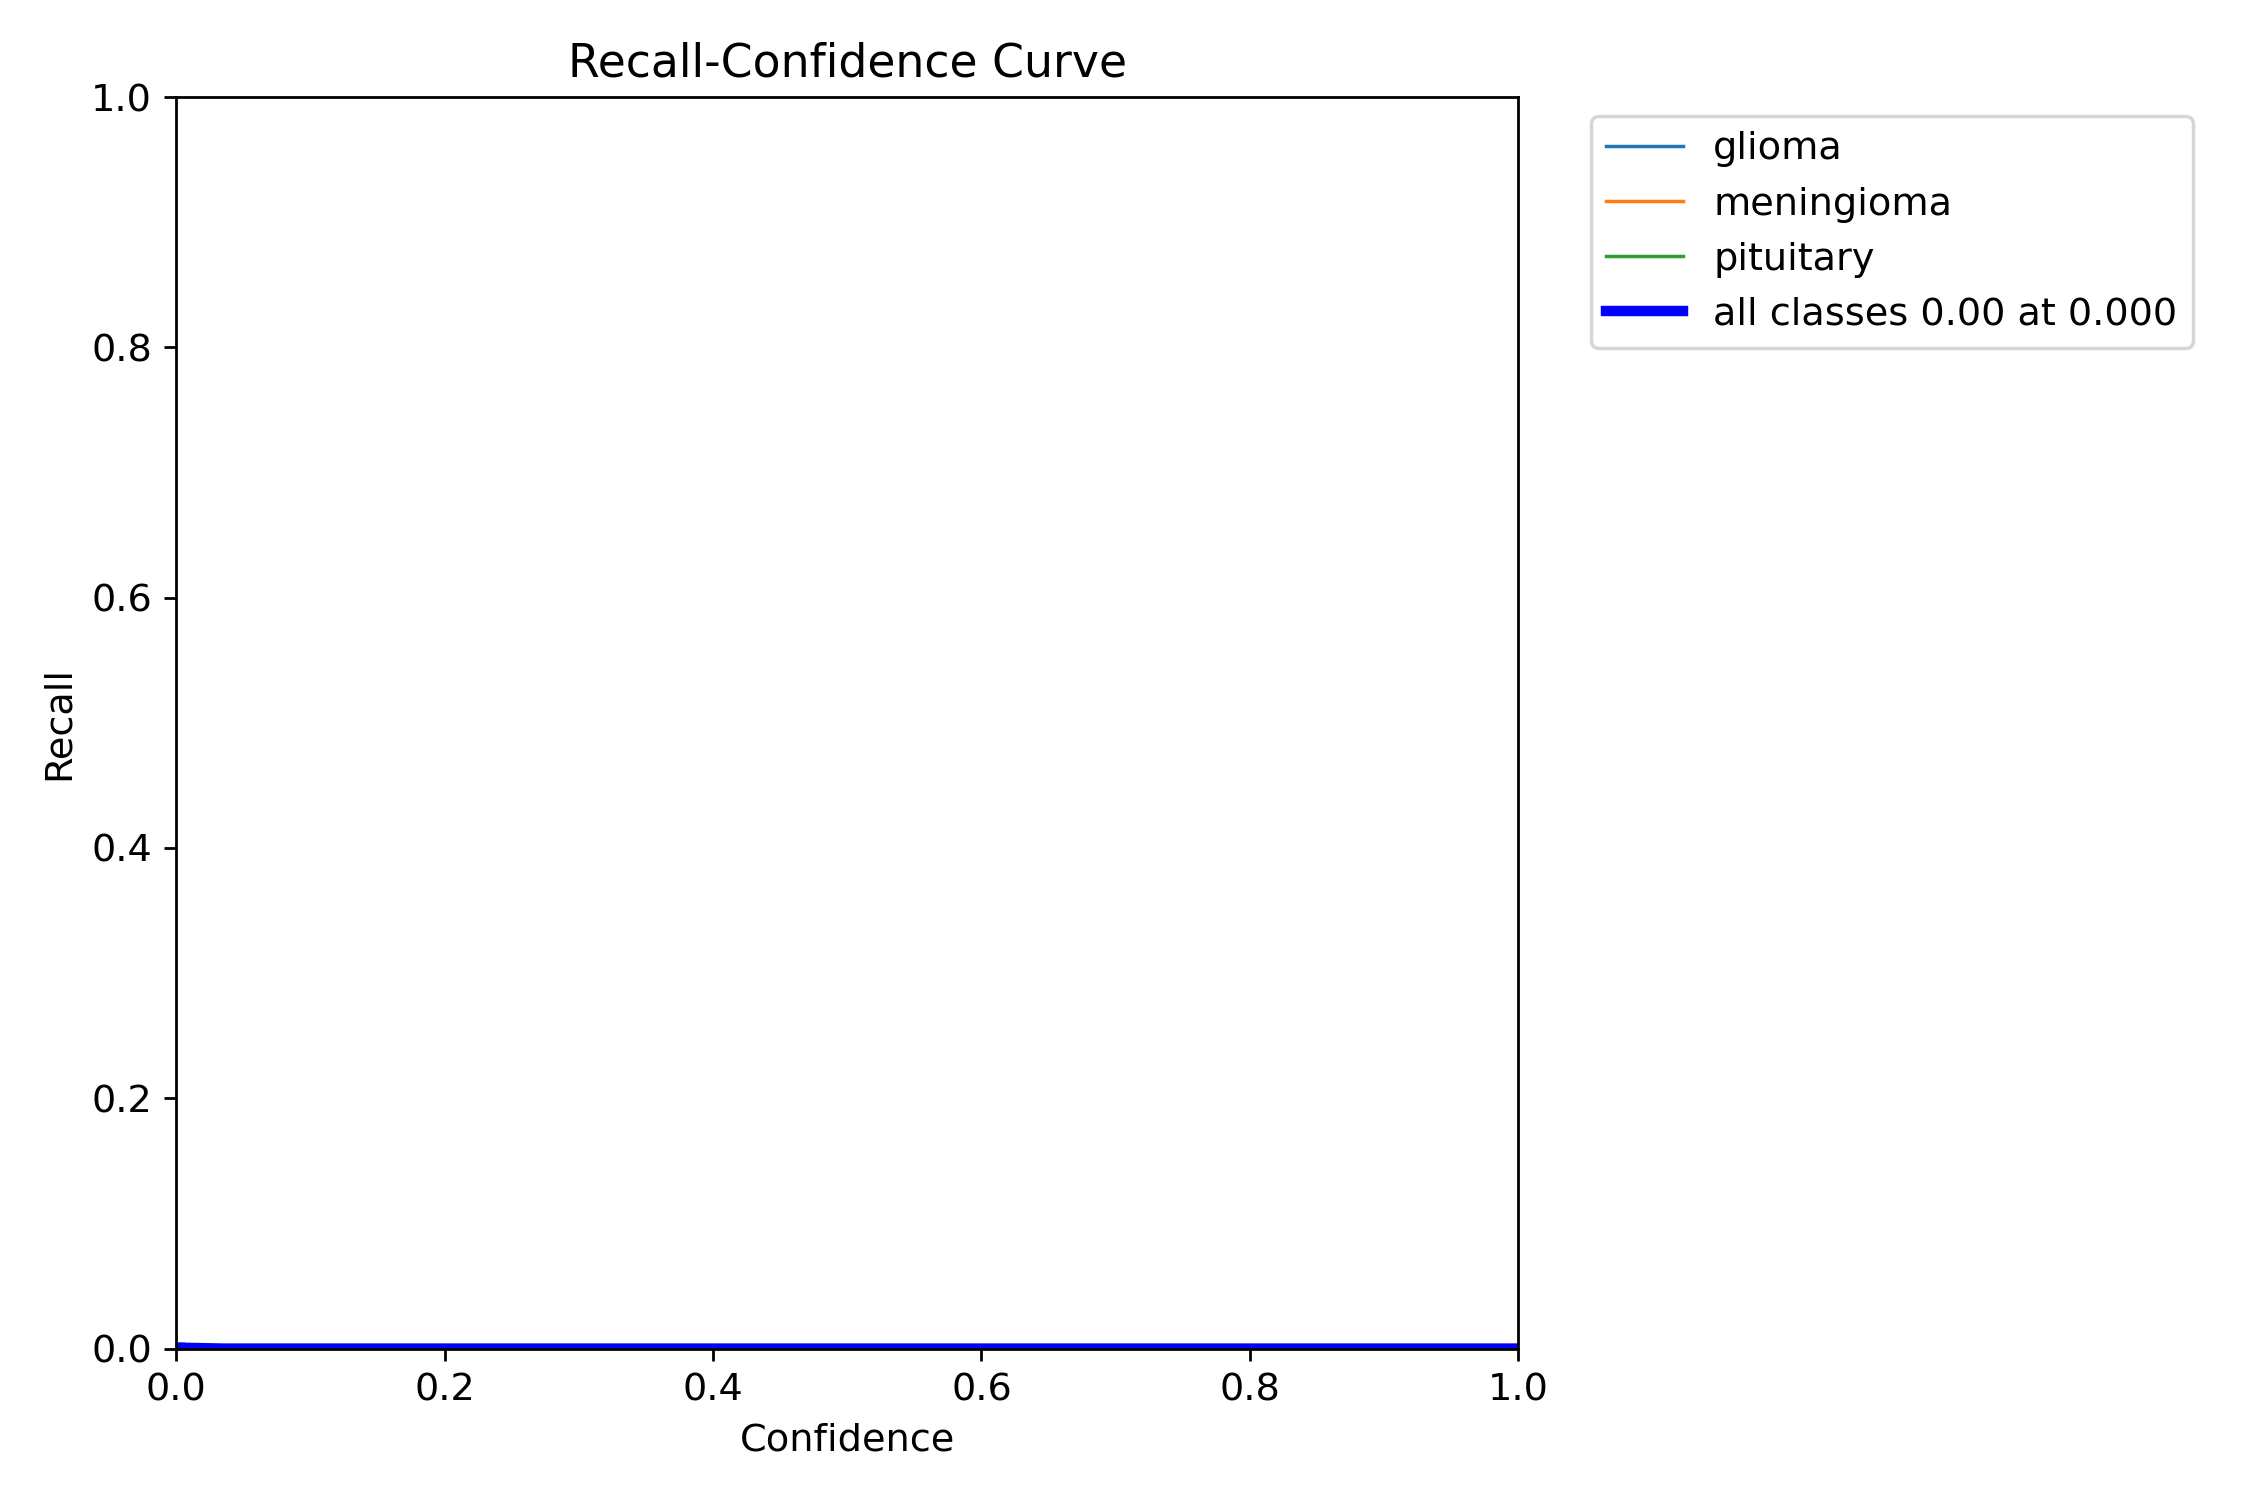 Recall-Confidence Curve
1.0
0.8
0.6
0.4
0.2
0.0
Recall
0.0 0.2 0.4 0.6 0.8 1.0
Confidence
glioma
meningioma
pituitary
all classes 0.00 at 0.000